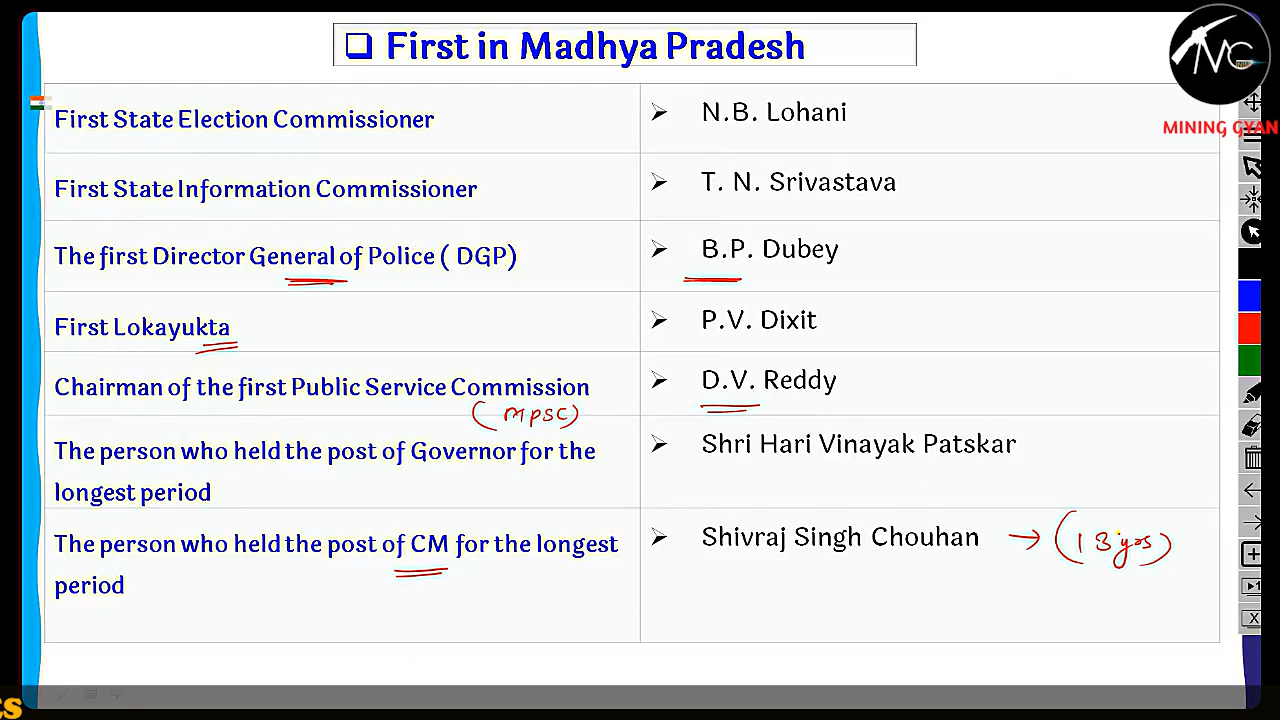 ❑ First in Madhya Pradesh
MG
MINING GYAN
First State Election Commissioner
➢ N.B. Lohani
First State Information Commissioner
➢ T. N. Srivastava
The first Director General of Police ( DGP)
➢ B.P. Dubey
First Lokayukta
➢ P.V. Dixit
Chairman of the first Public Service Commission
(MPSC)
➢ D.V. Reddy
The person who held the post of Governor for the
longest period
➢ Shri Hari Vinayak Patskar
The person who held the post of CM for the longest
period
➢ Shivraj Singh Chouhan → (13 yrs)